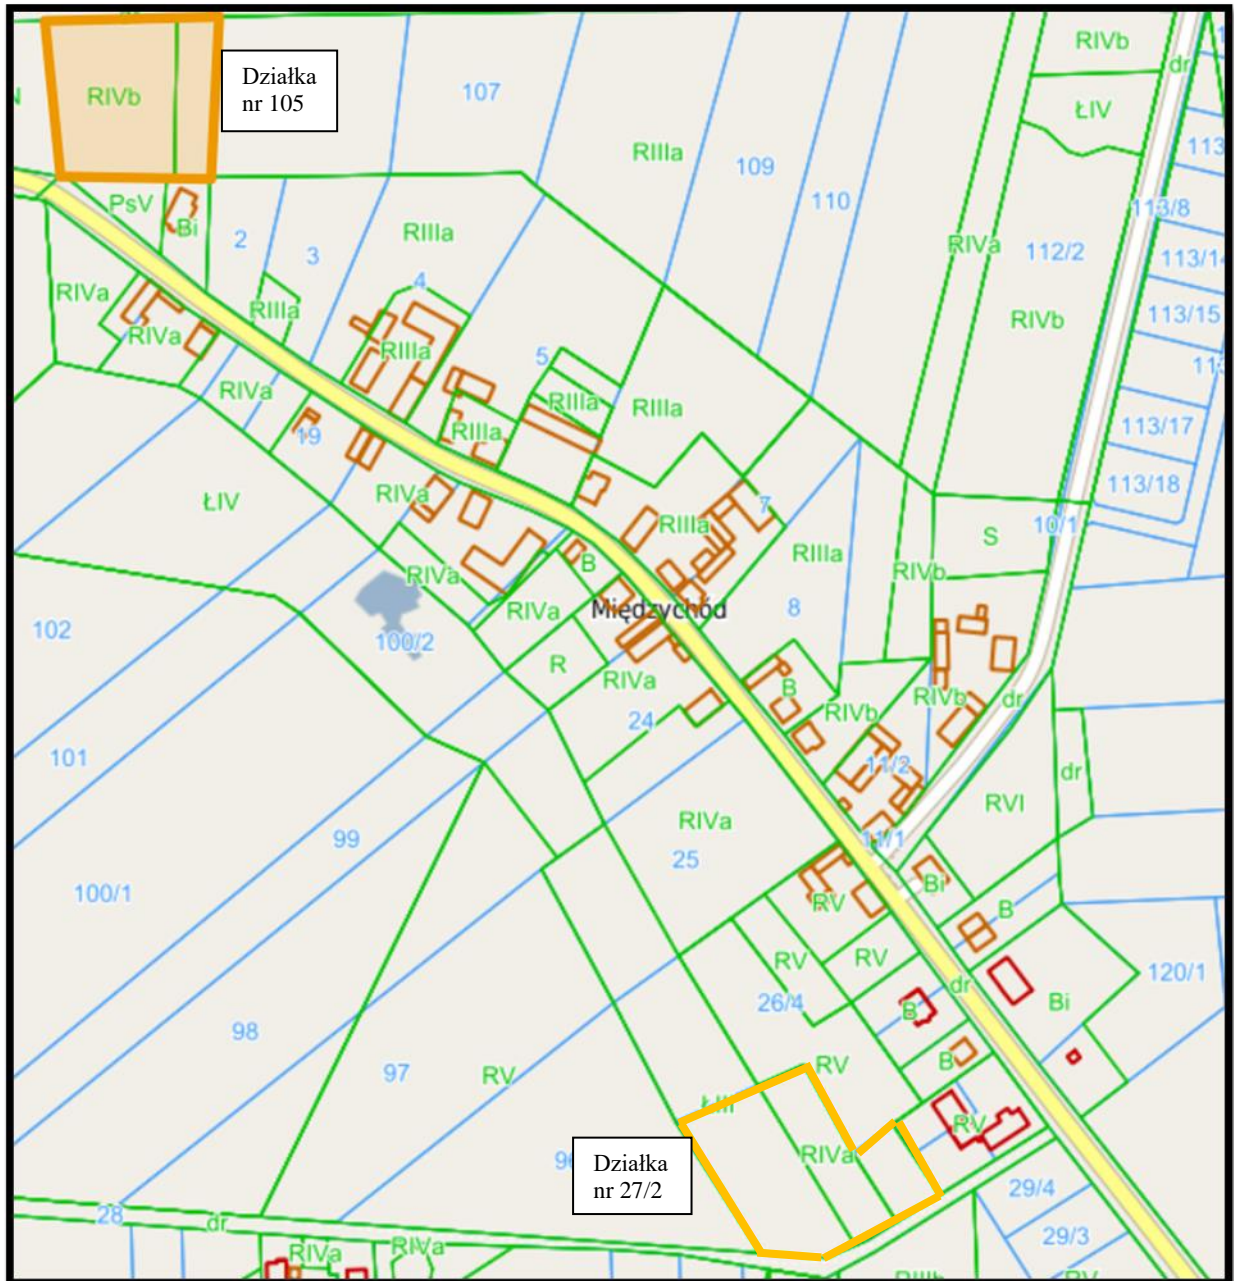 RIVb
dr
RIVb
Działka
nr 105
107
ŁIV
RIIIa
109
113
110
PsV
Bi
2
3
RIIIa
RIVa
112/2
113/8
113/14
4
RIVa
RIIIa
RIVa
RIVb
113/15
RIIIa
5
RIVa
RIIIa
RIIIa
113/17
19
RIIIa
113/18
ŁIV
RIVa
7
RIIIa
10/1
S
RIIIa
RIVa
B
RIVb
RIVa
Międzychód
8
102
100/2
R
RIVa
B
RIVb
dr
24
RIVb
101
11/2
dr
RVI
RIVa
99
25
11/1
Bi
100/1
RV
B
RV
RV
120/1
26/4
dr
Bi
B
98
97
RV
RV
B
ŁIII
RV
RIVa
Działka
nr 27/2
29/4
28
dr
29/3
RIVa
RIVa
RIIIb
RV